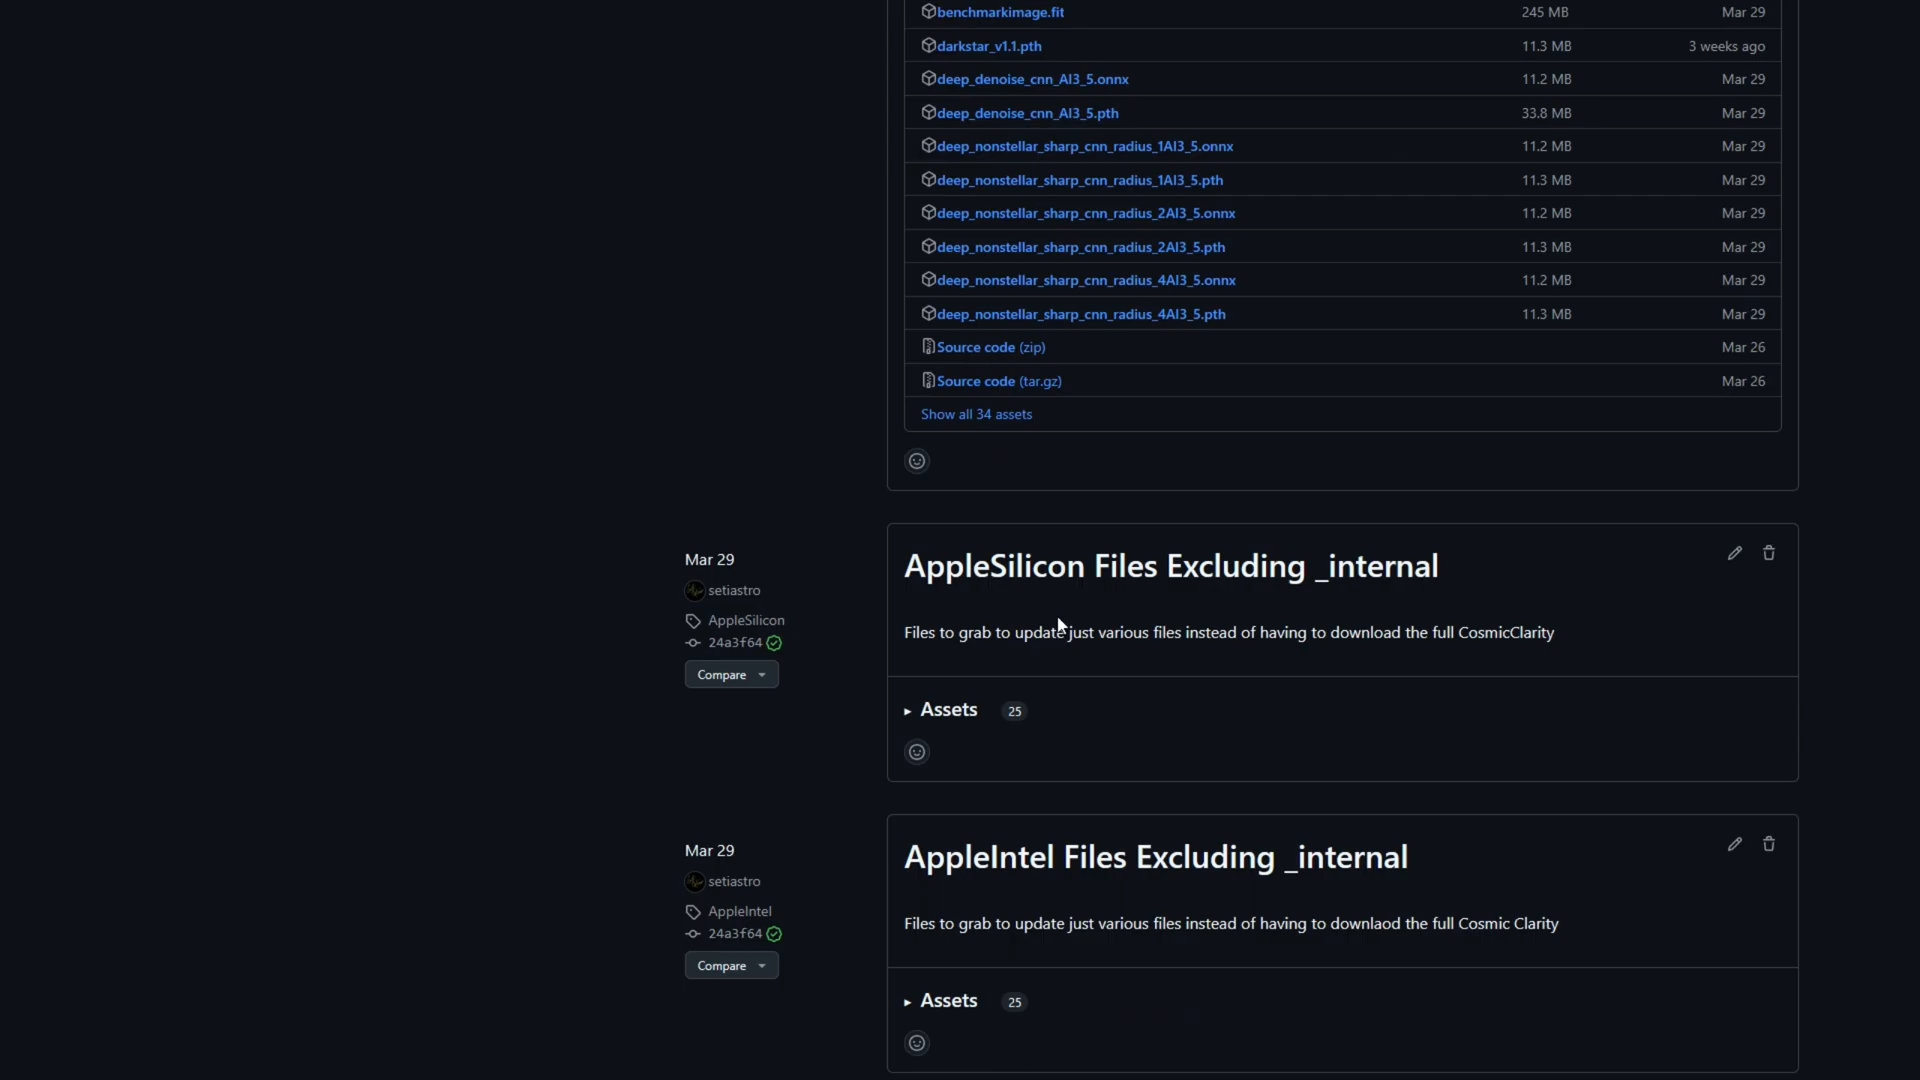 benchmarkimage.fit 245 MB Mar 29
darkstar_v1.1.pth 11.3 MB 3 weeks ago
deep_denoise_cnn_AI3_5.onnx 11.2 MB Mar 29
deep_denoise_cnn_AI3_5.pth 33.8 MB Mar 29
deep_nonstellar_sharp_cnn_radius_1AI3_5.onnx 11.2 MB Mar 29
deep_nonstellar_sharp_cnn_radius_1AI3_5.pth 11.3 MB Mar 29
deep_nonstellar_sharp_cnn_radius_2AI3_5.onnx 11.2 MB Mar 29
deep_nonstellar_sharp_cnn_radius_2AI3_5.pth 11.3 MB Mar 29
deep_nonstellar_sharp_cnn_radius_4AI3_5.onnx 11.2 MB Mar 29
deep_nonstellar_sharp_cnn_radius_4AI3_5.pth 11.3 MB Mar 29
Source code (zip) Mar 26
Source code (tar.gz) Mar 26
Show all 34 assets
Mar 29
setiastro
AppleSilicon
24a3f64
Compare
AppleSilicon Files Excluding _internal
Files to grab to update just various files instead of having to download the full CosmicClarity
Assets 25
Mar 29
setiastro
AppleIntel
24a3f64
Compare
AppleIntel Files Excluding _internal
Files to grab to update just various files instead of having to downlaod the full Cosmic Clarity
Assets 25